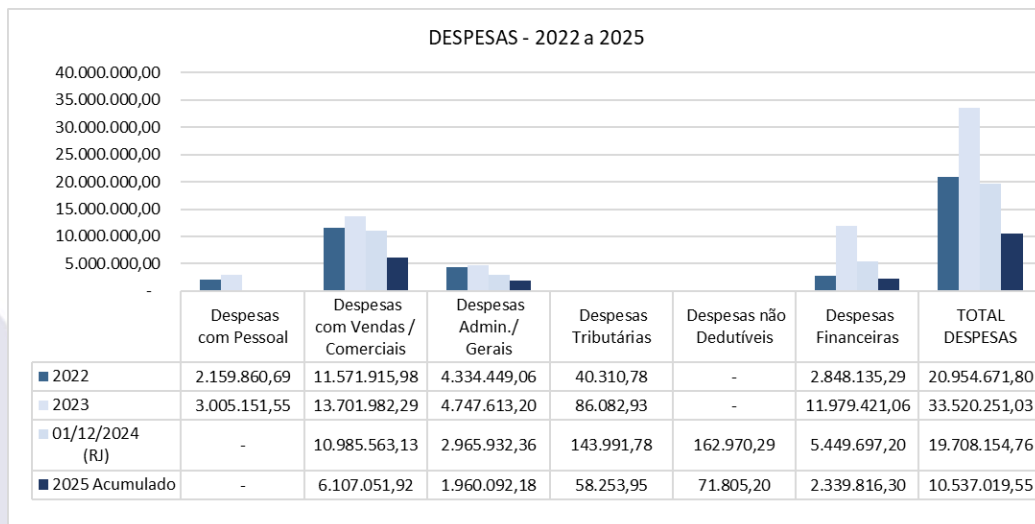 DESPESAS - 2022 a 2025
40.000.000,00
35.000.000,00
30.000.000,00
25.000.000,00
20.000.000,00
15.000.000,00
10.000.000,00
5.000.000,00
-
Despesas com Pessoal
Despesas com Vendas / Comerciais
Despesas Admin./ Gerais
Despesas Tributárias
Despesas não Dedutíveis
Despesas Financeiras
TOTAL DESPESAS
2022 2.159.860,69 11.571.915,98 4.334.449,06 40.310,78 - 2.848.135,29 20.954.671,80
2023 3.005.151,55 13.701.982,29 4.747.613,20 86.082,93 - 11.979.421,06 33.520.251,03
01/12/2024 (RJ) - 10.985.563,13 2.965.932,36 143.991,78 162.970,29 5.449.697,20 19.708.154,76
2025 Acumulado - 6.107.051,92 1.960.092,18 58.253,95 71.805,20 2.339.816,30 10.537.019,55